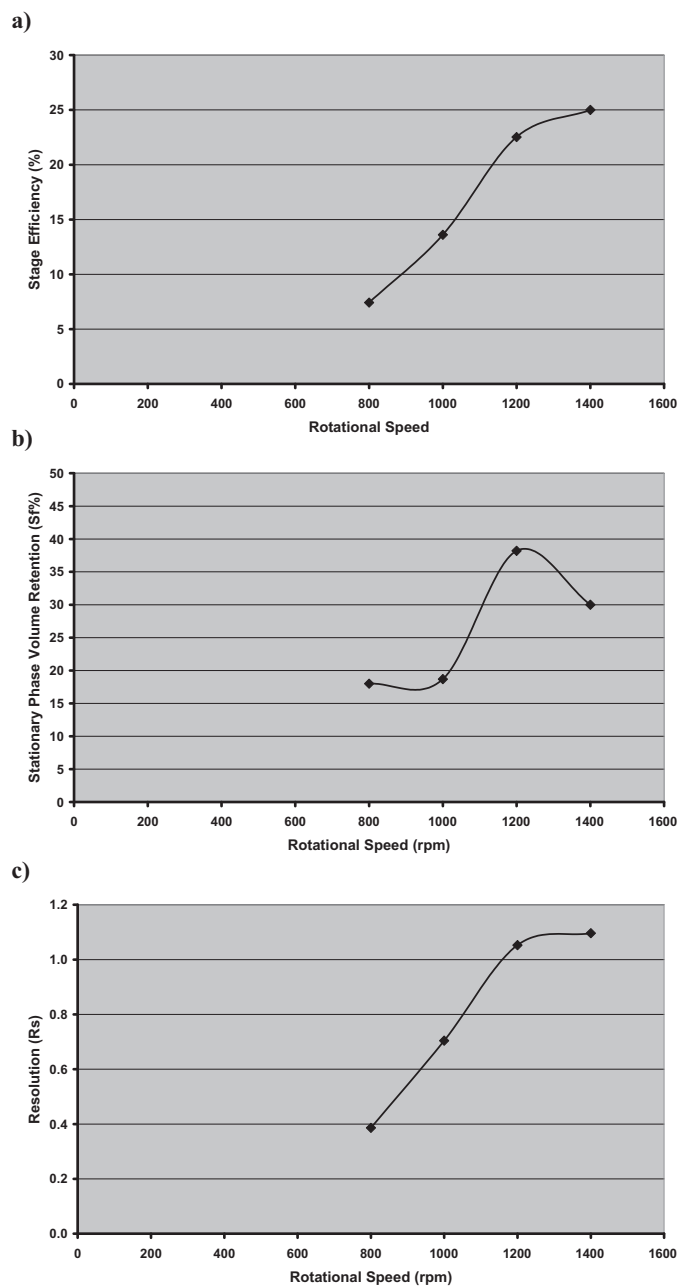 a)
30
25
20
15
10
5
0
Stage Efficiency (%)
0 200 400 600 800 1000 1200 1400 1600
Rotational Speed
b)
50
45
40
35
30
25
20
15
10
5
0
Stationary Phase Volume Retention (Sf%)
0 200 400 600 800 1000 1200 1400 1600
Rotational Speed (rpm)
c)
1.2
1.0
0.8
0.6
0.4
0.2
0.0
Resolution (Rs)
0 200 400 600 800 1000 1200 1400 1600
Rotational Speed (rpm)